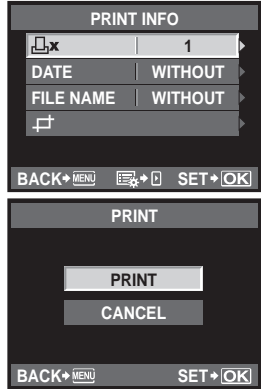 PRINT INFO
x 1
DATE WITHOUT
FILE NAME WITHOUT
BACK MENU SET OK
PRINT
PRINT
CANCEL
BACK MENU SET OK